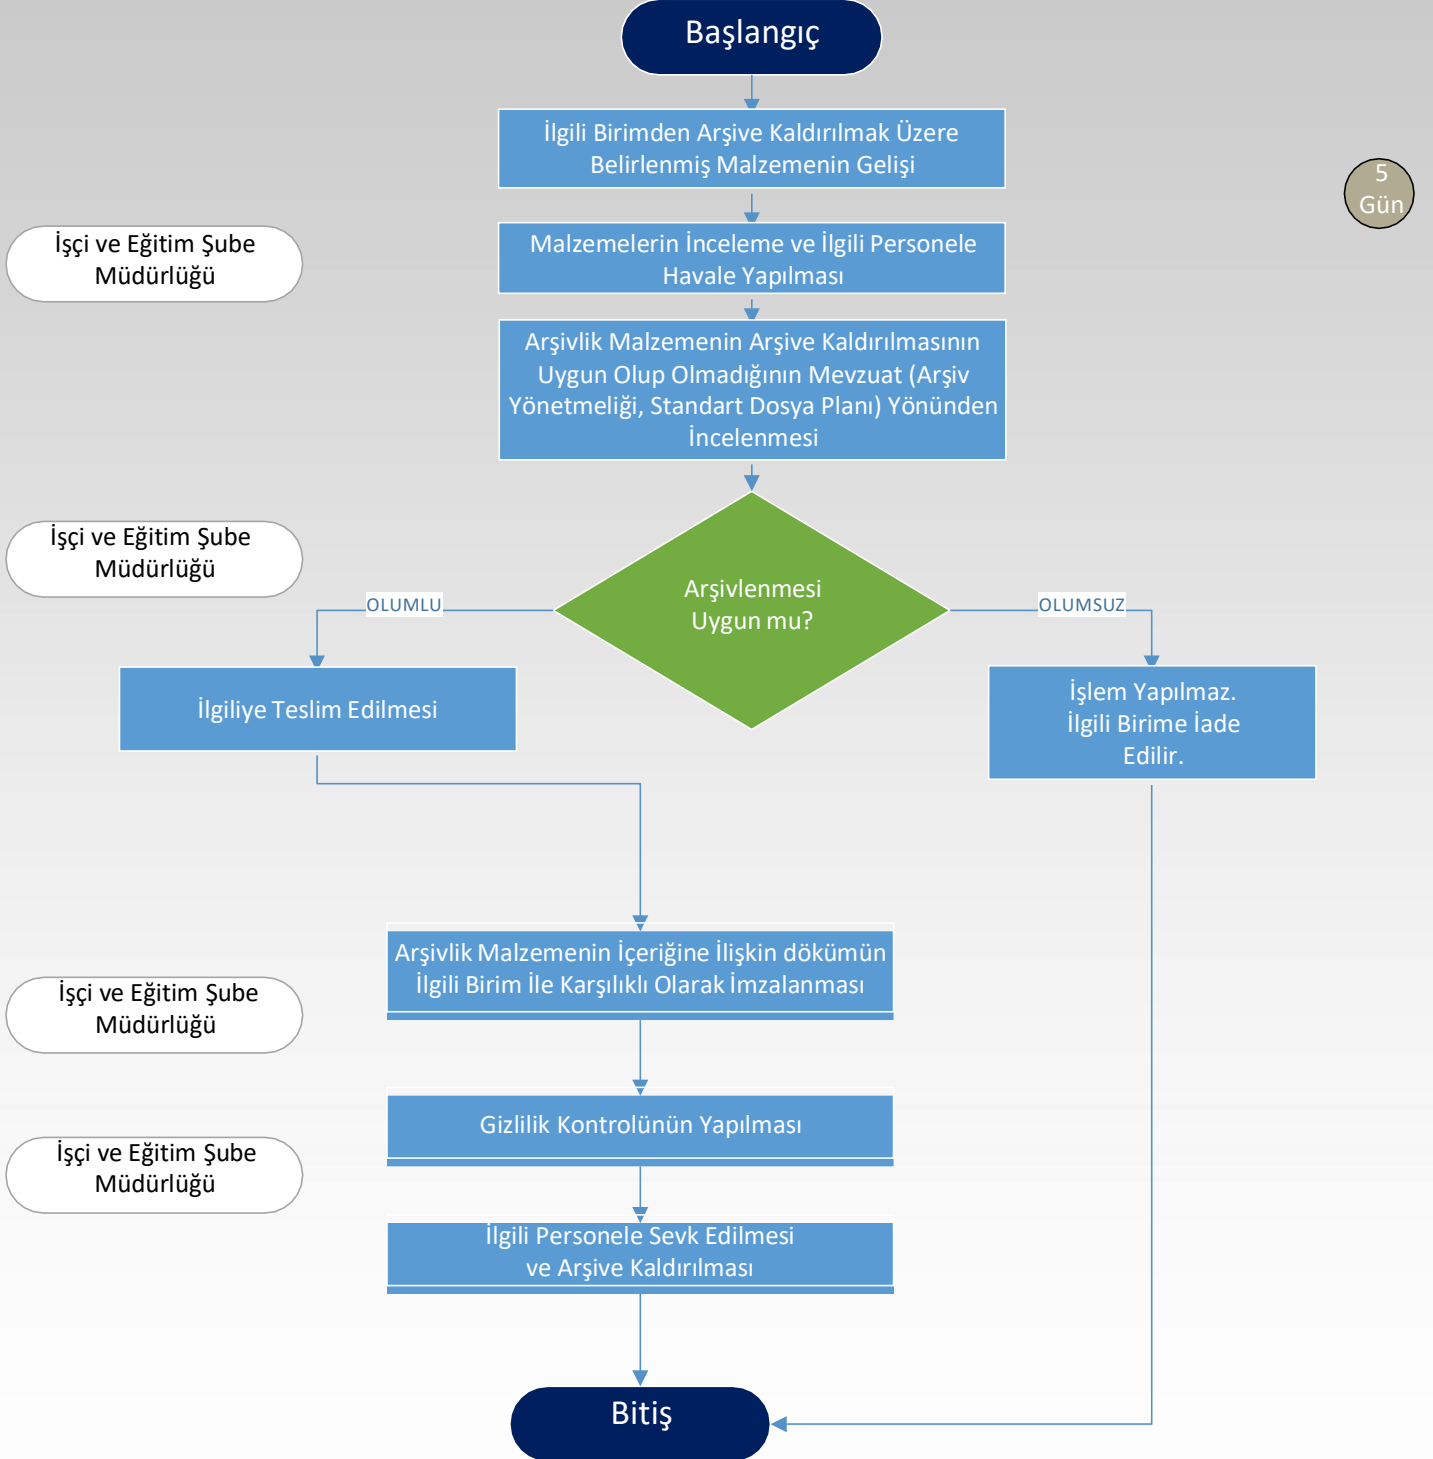 Başlangıç
İlgili Birimden Arşive Kaldırılmak Üzere
Belirlenmiş Malzemenin Gelişi
5
Gün
İşçi ve Eğitim Şube
Müdürlüğü
Malzemelerin İnceleme ve İlgili Personele
Havale Yapılması
Arşivlik Malzemenin Arşive Kaldırılmasının
Uygun Olup Olmadığının Mevzuat (Arşiv
Yönetmeliği, Standart Dosya Planı) Yönünden
İncelenmesi
İşçi ve Eğitim Şube
Müdürlüğü
Arşivlenmesi
Uygun mu?
OLUMLU
OLUMSUZ
İlgiliye Teslim Edilmesi
İşlem Yapılmaz.
İlgili Birime İade
Edilir.
Arşivlik Malzemenin İçeriğine İlişkin dökümün
İlgili Birim İle Karşılıklı Olarak İmzalanması
İşçi ve Eğitim Şube
Müdürlüğü
Gizlilik Kontrolünün Yapılması
İşçi ve Eğitim Şube
Müdürlüğü
İlgili Personele Sevk Edilmesi
ve Arşive Kaldırılması
Bitiş